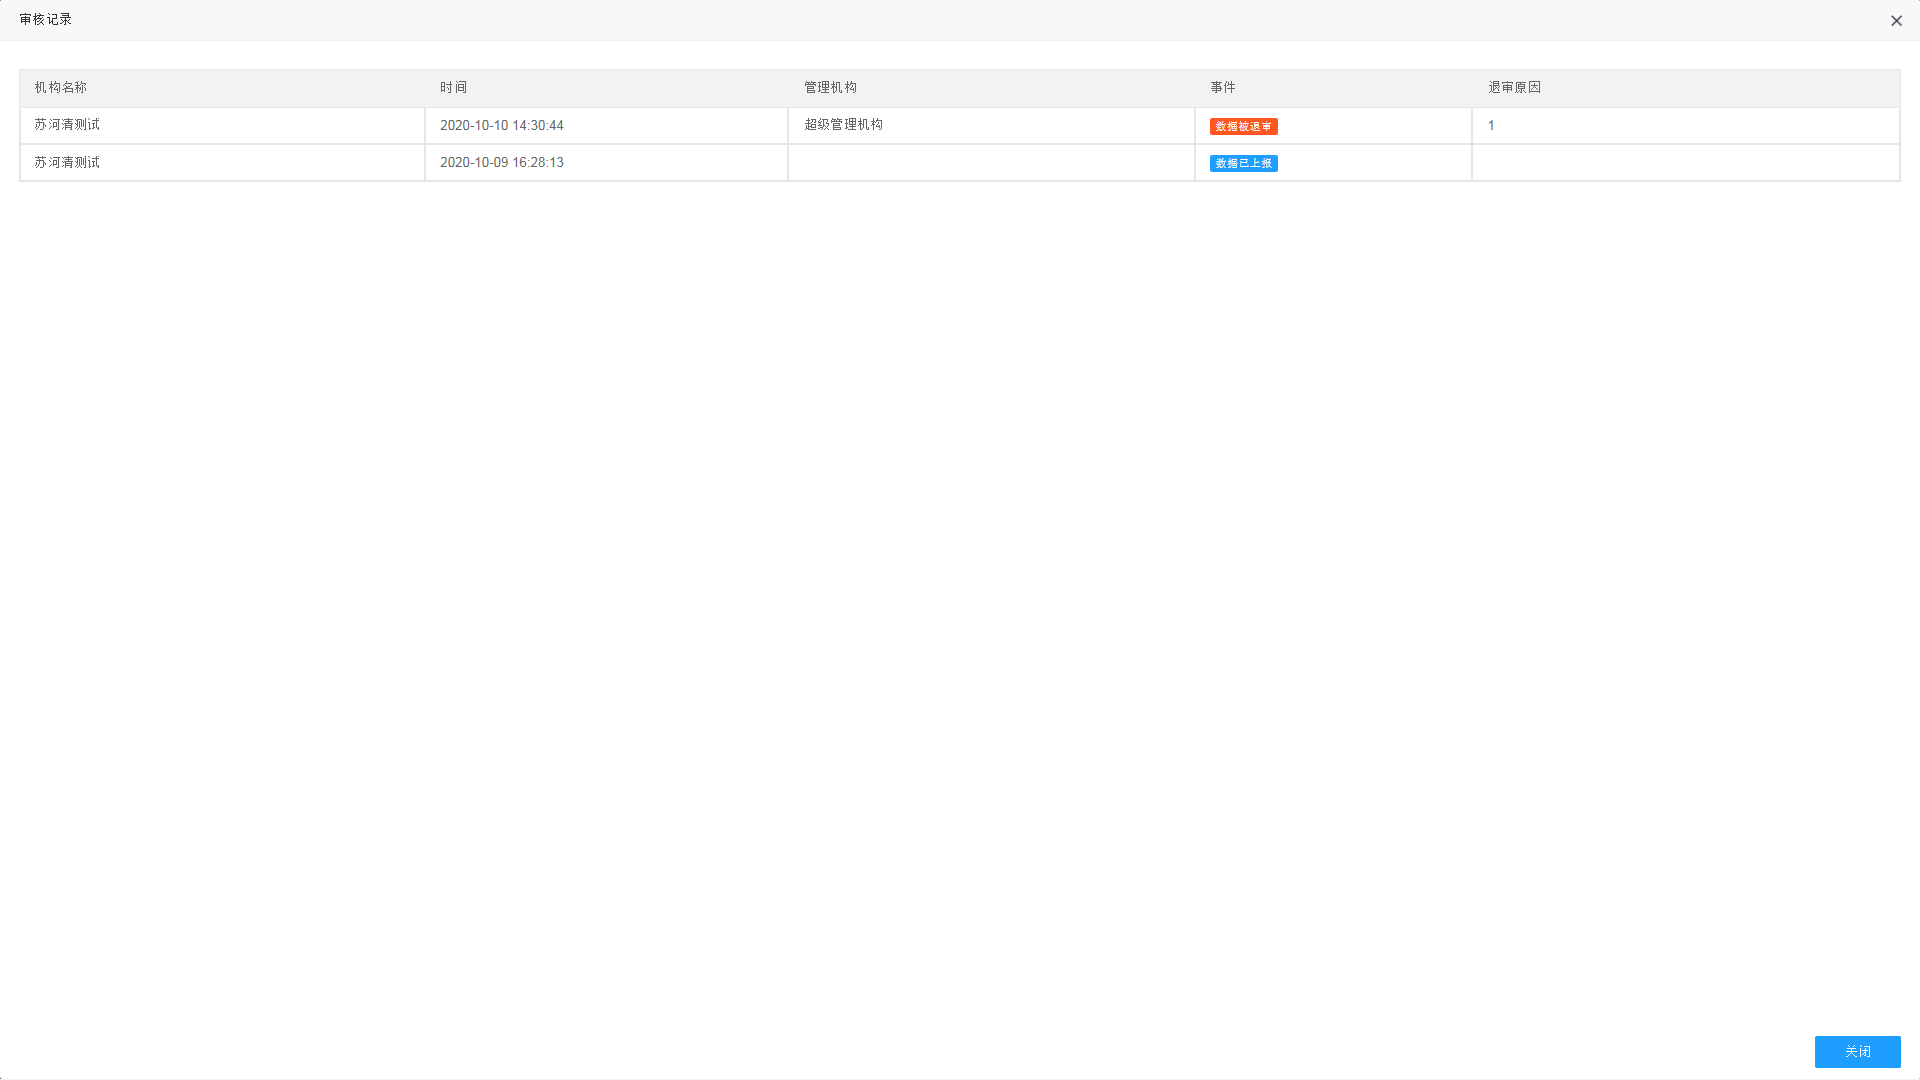 审核记录
机构名称 时间 管理机构 事件 退审原因
苏河清测试 2020-10-10 14:30:44 超级管理机构 数据被退审 1
苏河清测试 2020-10-09 16:28:13 数据已上报
关闭